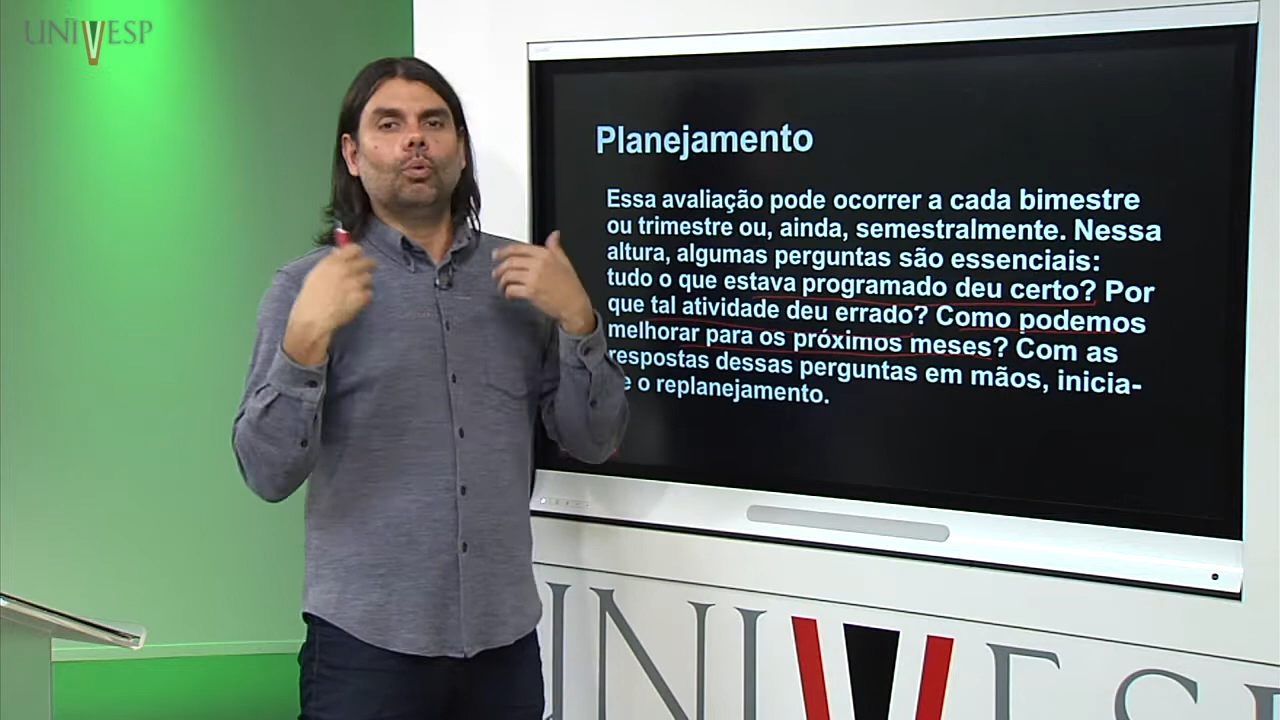 UNIVESP
Planejamento
Essa avaliação pode ocorrer a cada bimestre
ou trimestre ou, ainda, semestralmente. Nessa
altura, algumas perguntas são essenciais:
tudo o que estava programado deu certo? Por
que tal atividade deu errado? Como podemos
melhorar para os próximos meses? Com as
respostas dessas perguntas em mãos, inicia-
e o replanejamento.
UNIVESP